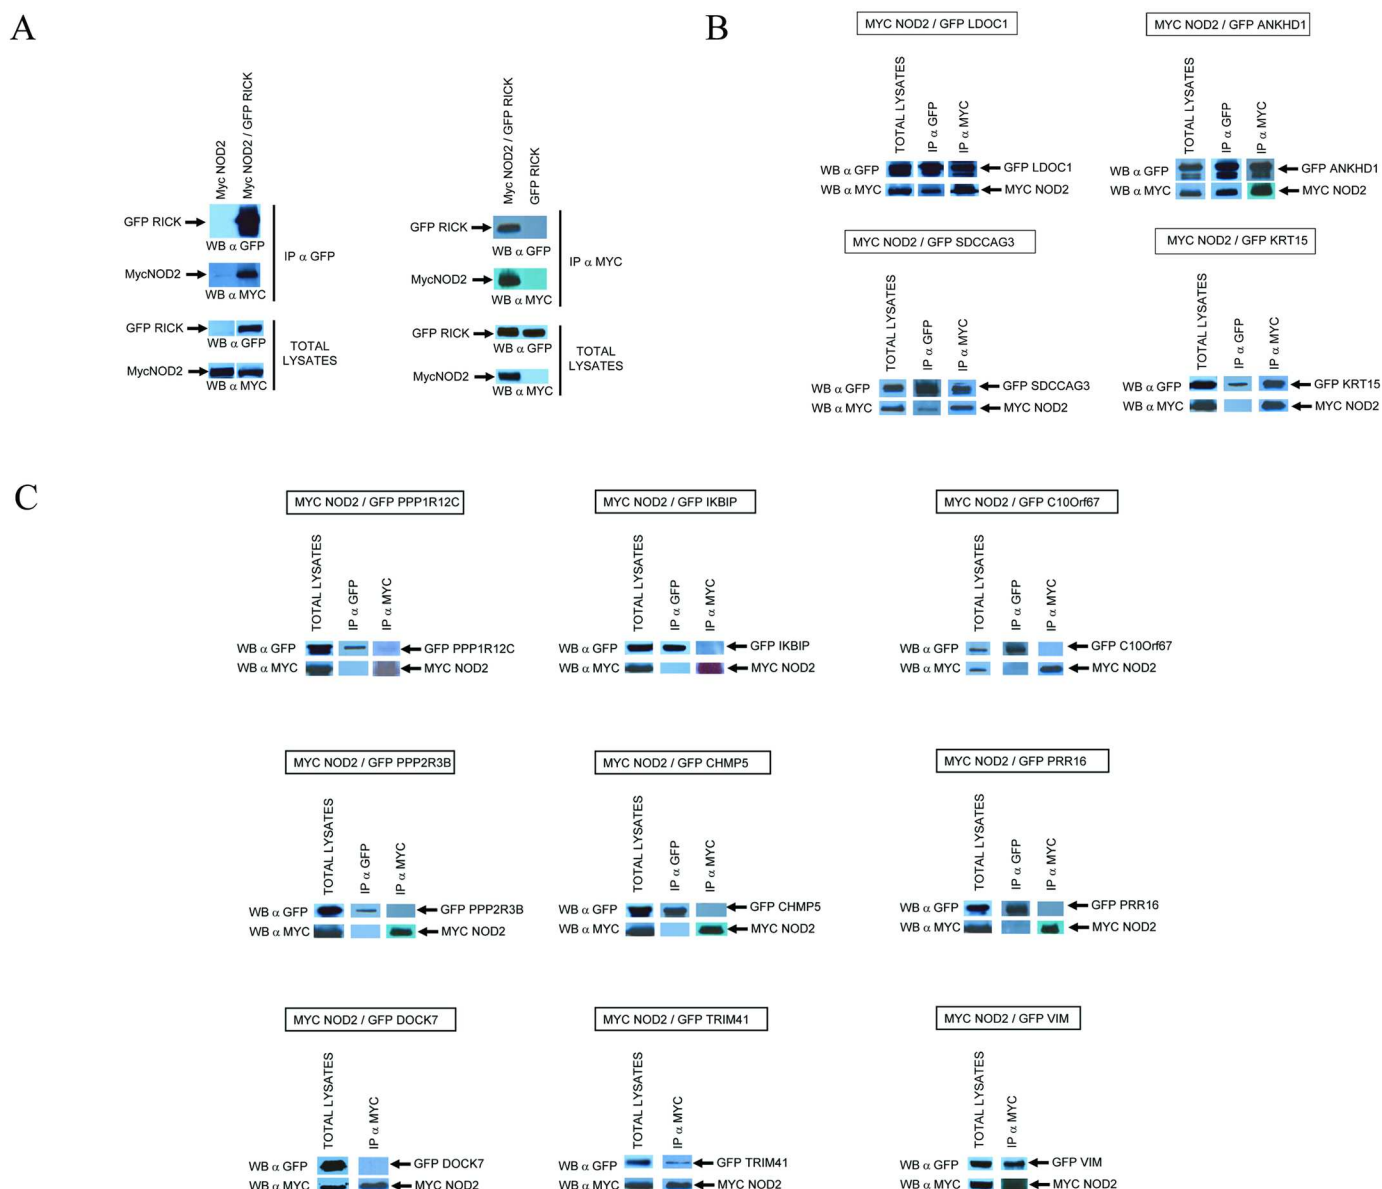 A
Myc NOD2
Myc NOD2 / GFP RICK
GFP RICK
WB α GFP
MycNOD2
WB α MYC
IP α GFP
GFP RICK
WB α GFP
MycNOD2
WB α MYC
TOTAL
LYSATES
Myc NOD2 / GFP RICK
GFP RICK
GFP RICK
WB α GFP
MycNOD2
WB α MYC
IP α MYC
GFP RICK
WB α GFP
MycNOD2
WB α MYC
TOTAL
LYSATES
B
MYC NOD2 / GFP LDOC1
TOTAL LYSATES
IP α GFP
IP α MYC
WB α GFP
GFP LDOC1
WB α MYC
MYC NOD2
MYC NOD2 / GFP ANKHD1
TOTAL LYSATES
IP α GFP
IP α MYC
WB α GFP
GFP ANKHD1
WB α MYC
MYC NOD2
MYC NOD2 / GFP SDCCAG3
TOTAL LYSATES
IP α GFP
IP α MYC
WB α GFP
GFP SDCCAG3
WB α MYC
MYC NOD2
MYC NOD2 / GFP KRT15
TOTAL LYSATES
IP α GFP
IP α MYC
WB α GFP
GFP KRT15
WB α MYC
MYC NOD2
C
MYC NOD2 / GFP PPP1R12C
TOTAL LYSATES
IP α GFP
IP α MYC
WB α GFP
GFP PPP1R12C
WB α MYC
MYC NOD2
MYC NOD2 / GFP IKBIP
TOTAL LYSATES
IP α GFP
IP α MYC
WB α GFP
GFP IKBIP
WB α MYC
MYC NOD2
MYC NOD2 / GFP C10Orf67
TOTAL LYSATES
IP α GFP
IP α MYC
WB α GFP
GFP C10Orf67
WB α MYC
MYC NOD2
MYC NOD2 / GFP PPP2R3B
TOTAL LYSATES
IP α GFP
IP α MYC
WB α GFP
GFP PPP2R3B
WB α MYC
MYC NOD2
MYC NOD2 / GFP CHMP5
TOTAL LYSATES
IP α GFP
IP α MYC
WB α GFP
GFP CHMP5
WB α MYC
MYC NOD2
MYC NOD2 / GFP PRR16
TOTAL LYSATES
IP α GFP
IP α MYC
WB α GFP
GFP PRR16
WB α MYC
MYC NOD2
MYC NOD2 / GFP DOCK7
TOTAL LYSATES
IP α MYC
WB α GFP
GFP DOCK7
WB α MYC
MYC NOD2
MYC NOD2 / GFP TRIM41
TOTAL LYSATES
IP α MYC
WB α GFP
GFP TRIM41
WB α MYC
MYC NOD2
MYC NOD2 / GFP VIM
TOTAL LYSATES
IP α MYC
WB α GFP
GFP VIM
WB α MYC
MYC NOD2